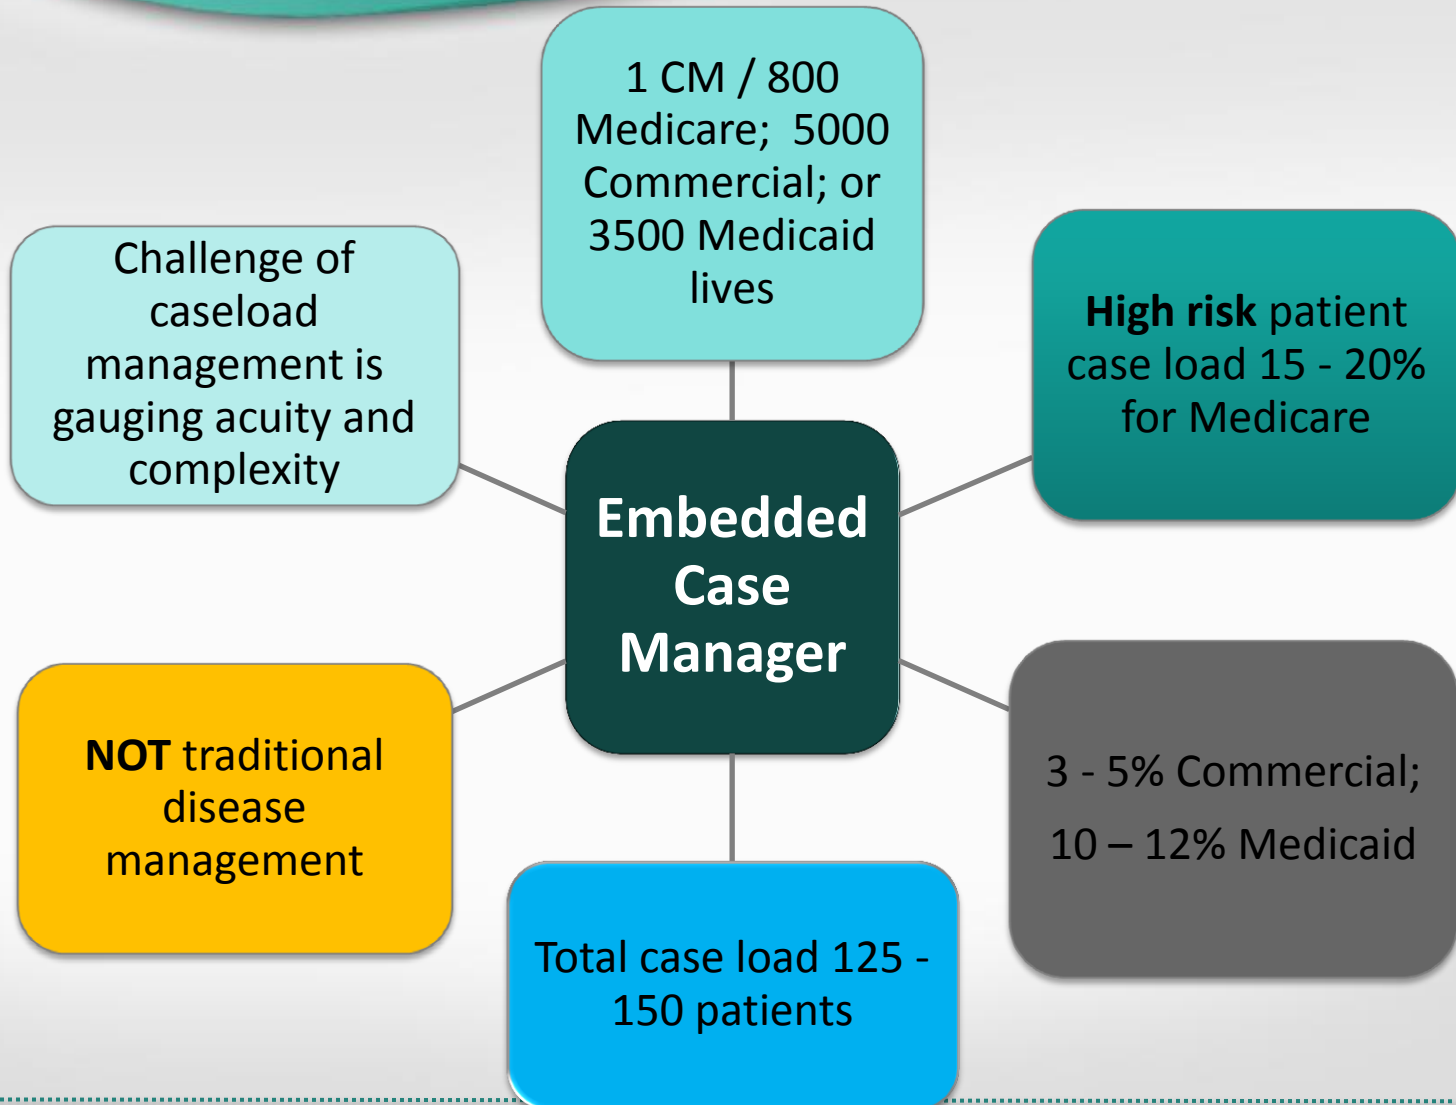 1 CM / 800
Medicare; 5000
Commercial; or
3500 Medicaid
lives
High risk patient
case load 15 - 20%
for Medicare
3 - 5% Commercial;
10 – 12% Medicaid
Total case load 125 -
150 patients
NOT traditional
disease
management
Challenge of
caseload
management is
gauging acuity and
complexity
Embedded
Case
Manager